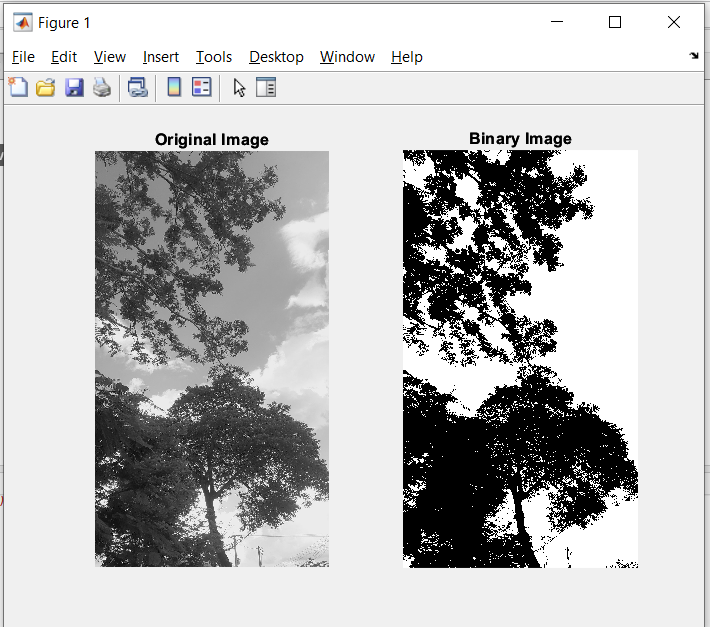 Figure 1
File Edit View Insert Tools Desktop Window Help
Original Image
Binary Image